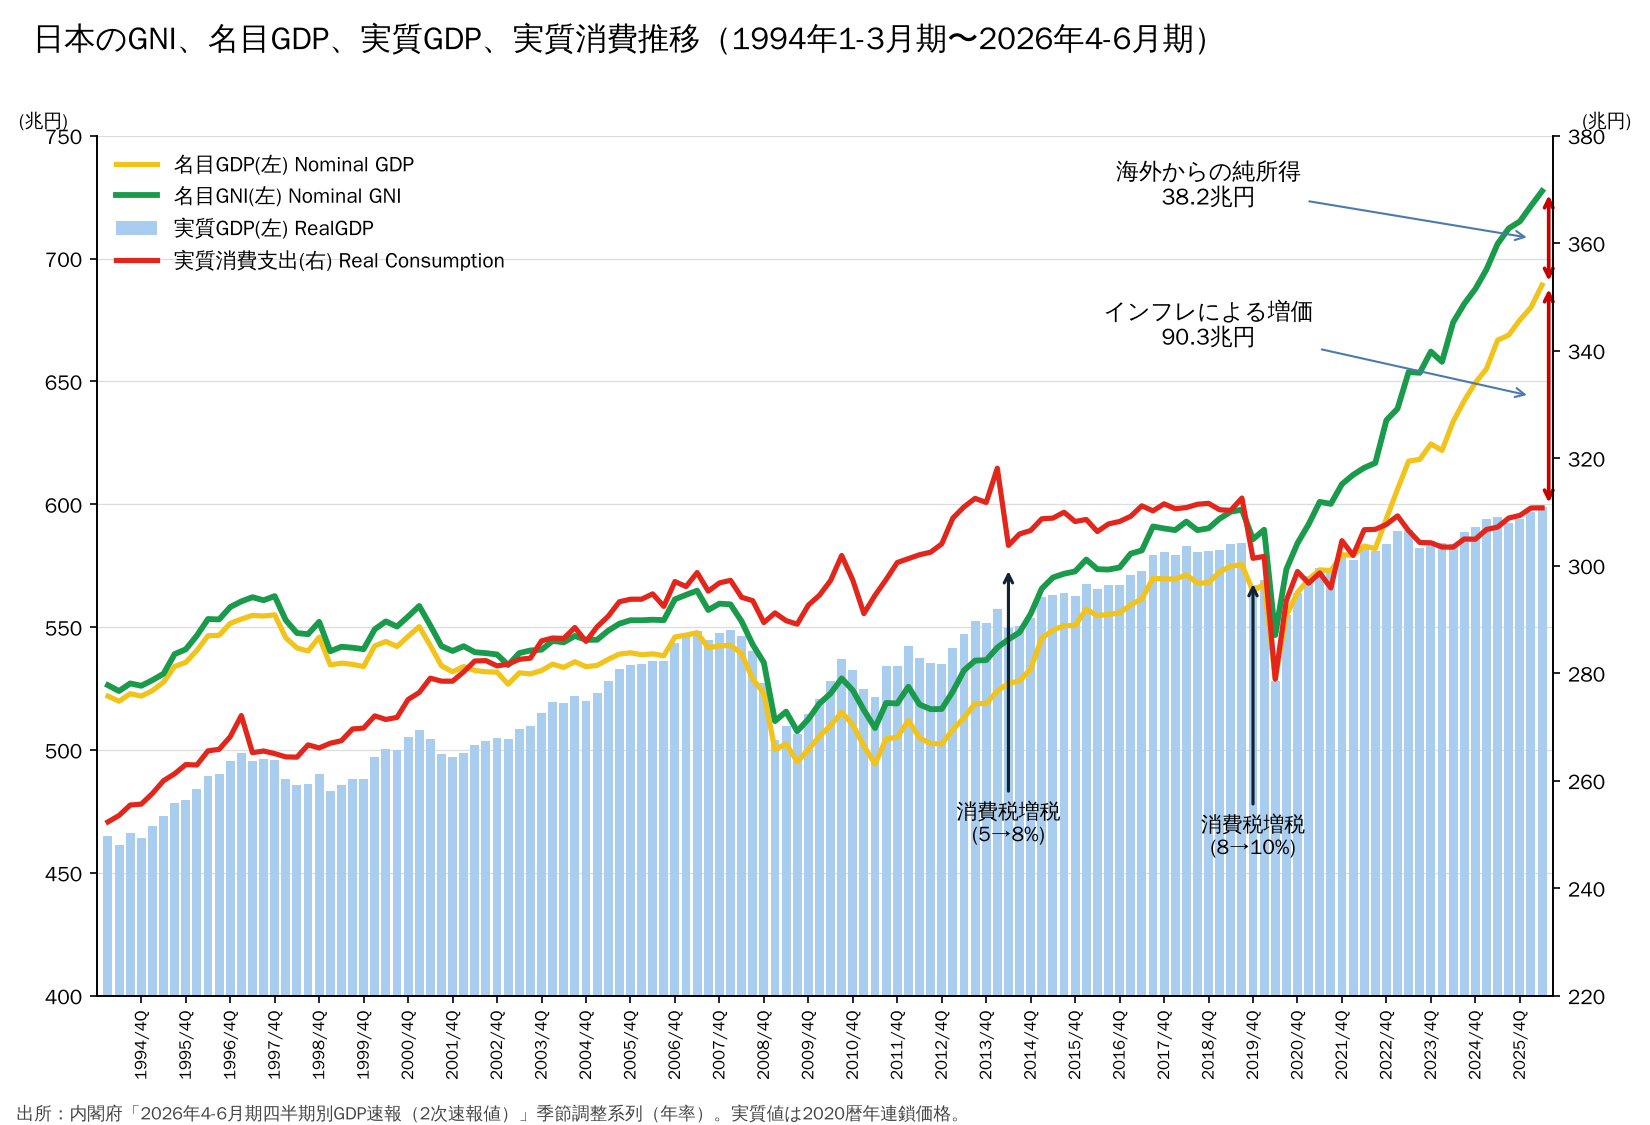 日本のGNI、名目GDP、実質GDP、実質消費推移（1994年1-3月期〜2026年4-6月期）
(兆円)
(兆円)
750
700
650
600
550
500
450
400
380
360
340
320
300
280
260
240
220
名目GDP(左) Nominal GDP
名目GNI(左) Nominal GNI
実質GDP(左) RealGDP
実質消費支出(右) Real Consumption
海外からの純所得
38.2兆円
インフレによる増価
90.3兆円
消費税増税
(5→8%)
消費税増税
(8→10%)
1994/4Q
1995/4Q
1996/4Q
1997/4Q
1998/4Q
1999/4Q
2000/4Q
2001/4Q
2002/4Q
2003/4Q
2004/4Q
2005/4Q
2006/4Q
2007/4Q
2008/4Q
2009/4Q
2010/4Q
2011/4Q
2012/4Q
2013/4Q
2014/4Q
2015/4Q
2016/4Q
2017/4Q
2018/4Q
2019/4Q
2020/4Q
2021/4Q
2022/4Q
2023/4Q
2024/4Q
2025/4Q
出所：内閣府「2026年4-6月期四半期別GDP速報（2次速報値）」季節調整系列（年率）。実質値は2020暦年連鎖価格。